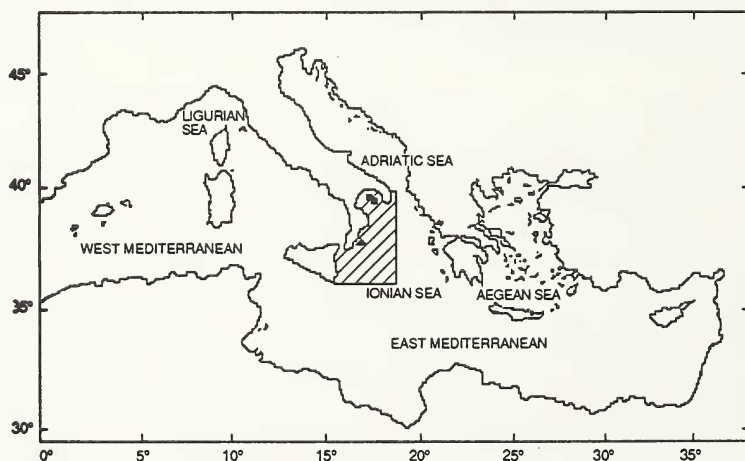 45°
LIGURIAN
SEA
ADRIATIC SEA
40°
WEST MEDITERRANEAN
IONIAN SEA
AEGEAN SEA
35°
EAST MEDITERRANEAN
30°
0° 5° 10° 15° 20° 25° 30° 35°